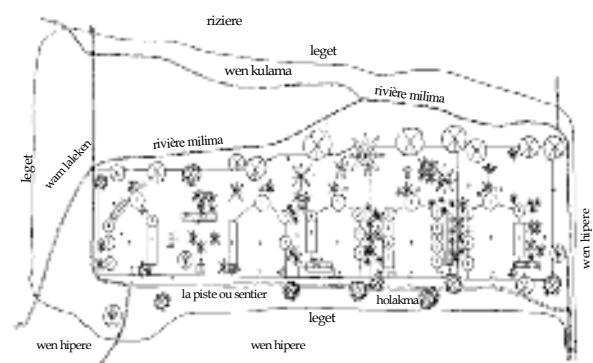 riziere
leget
wen kulama
rivière milima
rivière milima
leget
wam laleken
wen hipere
la piste ou sentier
holakma
leget
wen hipere
wen hipere